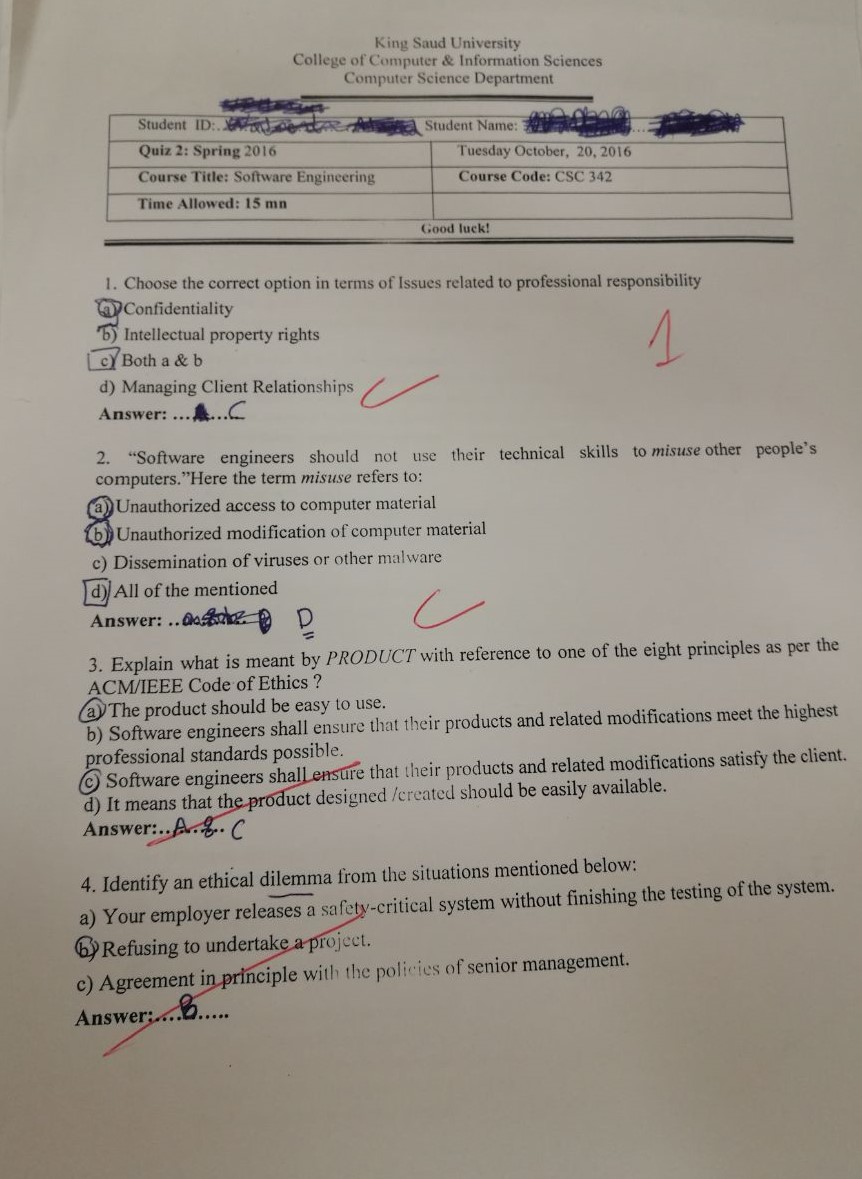 King Saud University
College of Computer & Information Sciences
Computer Science Department
Student ID:.. Student Name: ...
Quiz 2: Spring 2016 Tuesday October, 20, 2016
Course Title: Software Engineering Course Code: CSC 342
Time Allowed: 15 mn
Good luck!
1. Choose the correct option in terms of Issues related to professional responsibility
a) Confidentiality
b) Intellectual property rights
c) Both a & b
d) Managing Client Relationships
Answer: ...A...C
1
2. “Software engineers should not use their technical skills to misuse other people’s
computers.”Here the term misuse refers to:
a) Unauthorized access to computer material
b) Unauthorized modification of computer material
c) Dissemination of viruses or other malware
d) All of the mentioned
Answer: .. D
3. Explain what is meant by PRODUCT with reference to one of the eight principles as per the
ACM/IEEE Code of Ethics ?
a) The product should be easy to use.
b) Software engineers shall ensure that their products and related modifications meet the highest
professional standards possible.
c) Software engineers shall ensure that their products and related modifications satisfy the client.
d) It means that the product designed /created should be easily available.
Answer:..A..&.. C
4. Identify an ethical dilemma from the situations mentioned below:
a) Your employer releases a safety-critical system without finishing the testing of the system.
b) Refusing to undertake a project.
c) Agreement in principle with the policies of senior management.
Answer:....B.....